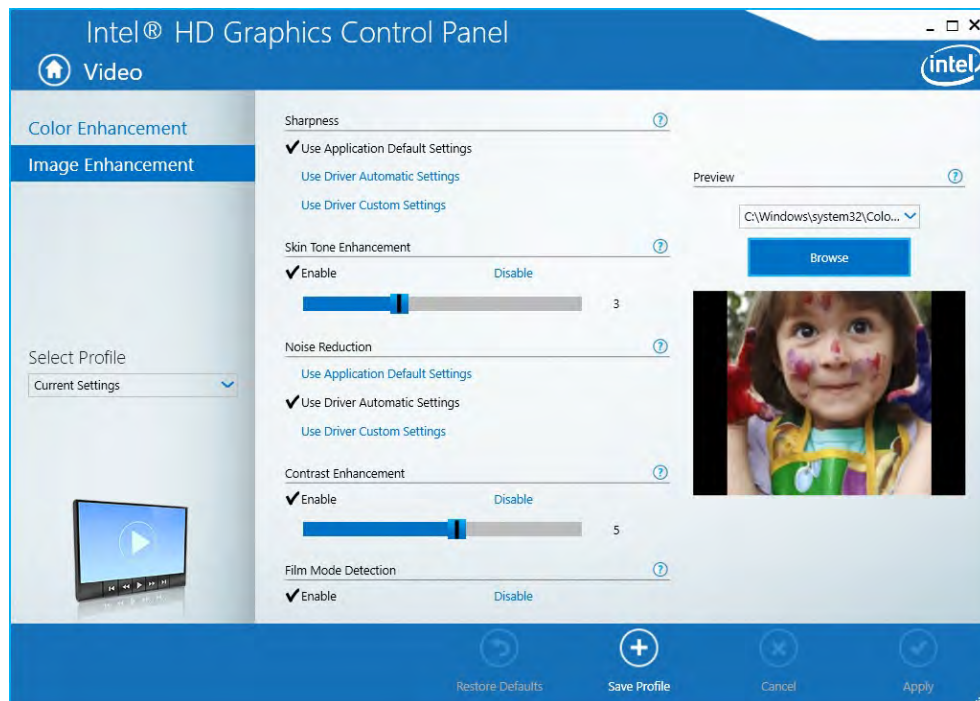 Intel® HD Graphics Control Panel
Video
intel
Color Enhancement
Image Enhancement
Select Profile
Current Settings
Sharpness
Use Application Default Settings
Use Driver Automatic Settings
Use Driver Custom Settings
Skin Tone Enhancement
Enable Disable
3
Noise Reduction
Use Application Default Settings
Use Driver Automatic Settings
Use Driver Custom Settings
Contrast Enhancement
Enable Disable
5
Film Mode Detection
Enable Disable
Preview
C:\Windows\system32\Colo...
Browse
Restore Defaults
Save Profile
Cancel
Apply